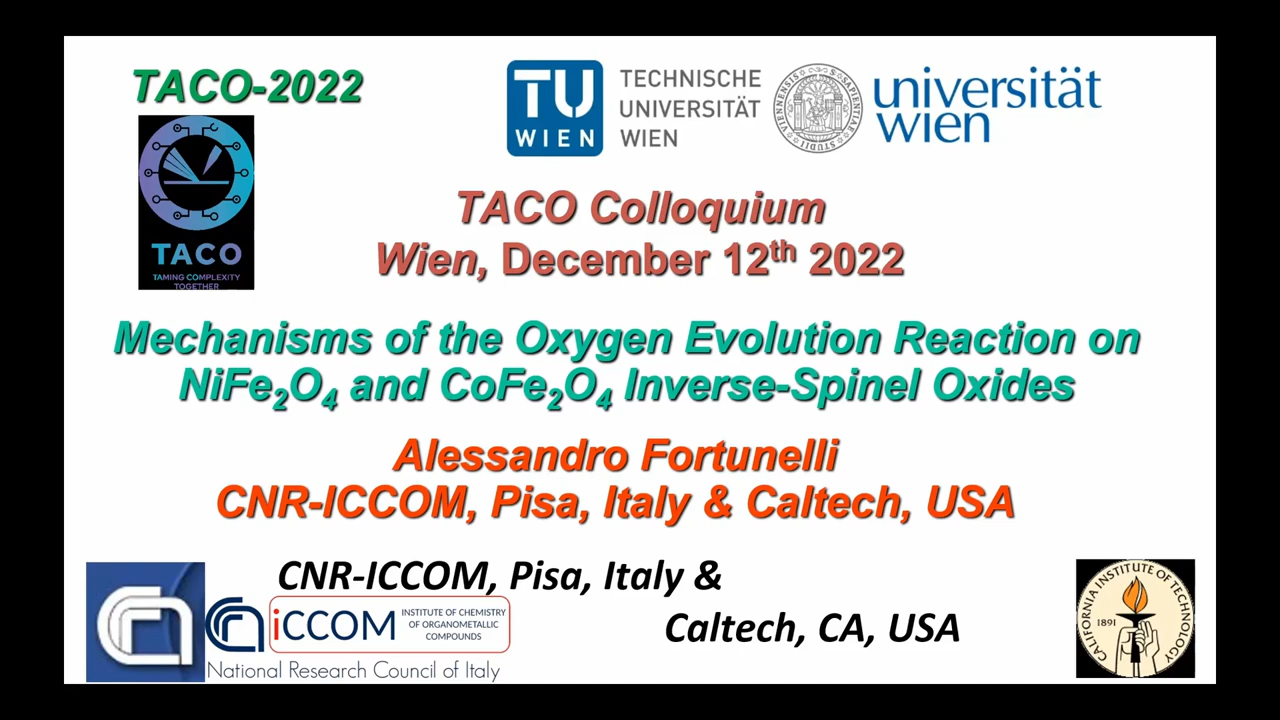 TACO-2022
TU
WIEN
TECHNISCHE
UNIVERSITÄT
WIEN
universität
wien
TACO
TAMING COMPLEXITY
TOGETHER
TACO Colloquium
Wien, December 12th 2022
Mechanisms of the Oxygen Evolution Reaction on
NiFe2O4 and CoFe2O4 Inverse-Spinel Oxides
Alessandro Fortunelli
CNR-ICCOM, Pisa, Italy & Caltech, USA
CNR-ICCOM, Pisa, Italy &
Caltech, CA, USA
iCCOM
INSTITUTE OF CHEMISTRY
OF ORGANOMETALLIC
COMPOUNDS
National Research Council of Italy
CALIFORNIA INSTITUTE OF TECHNOLOGY
1891